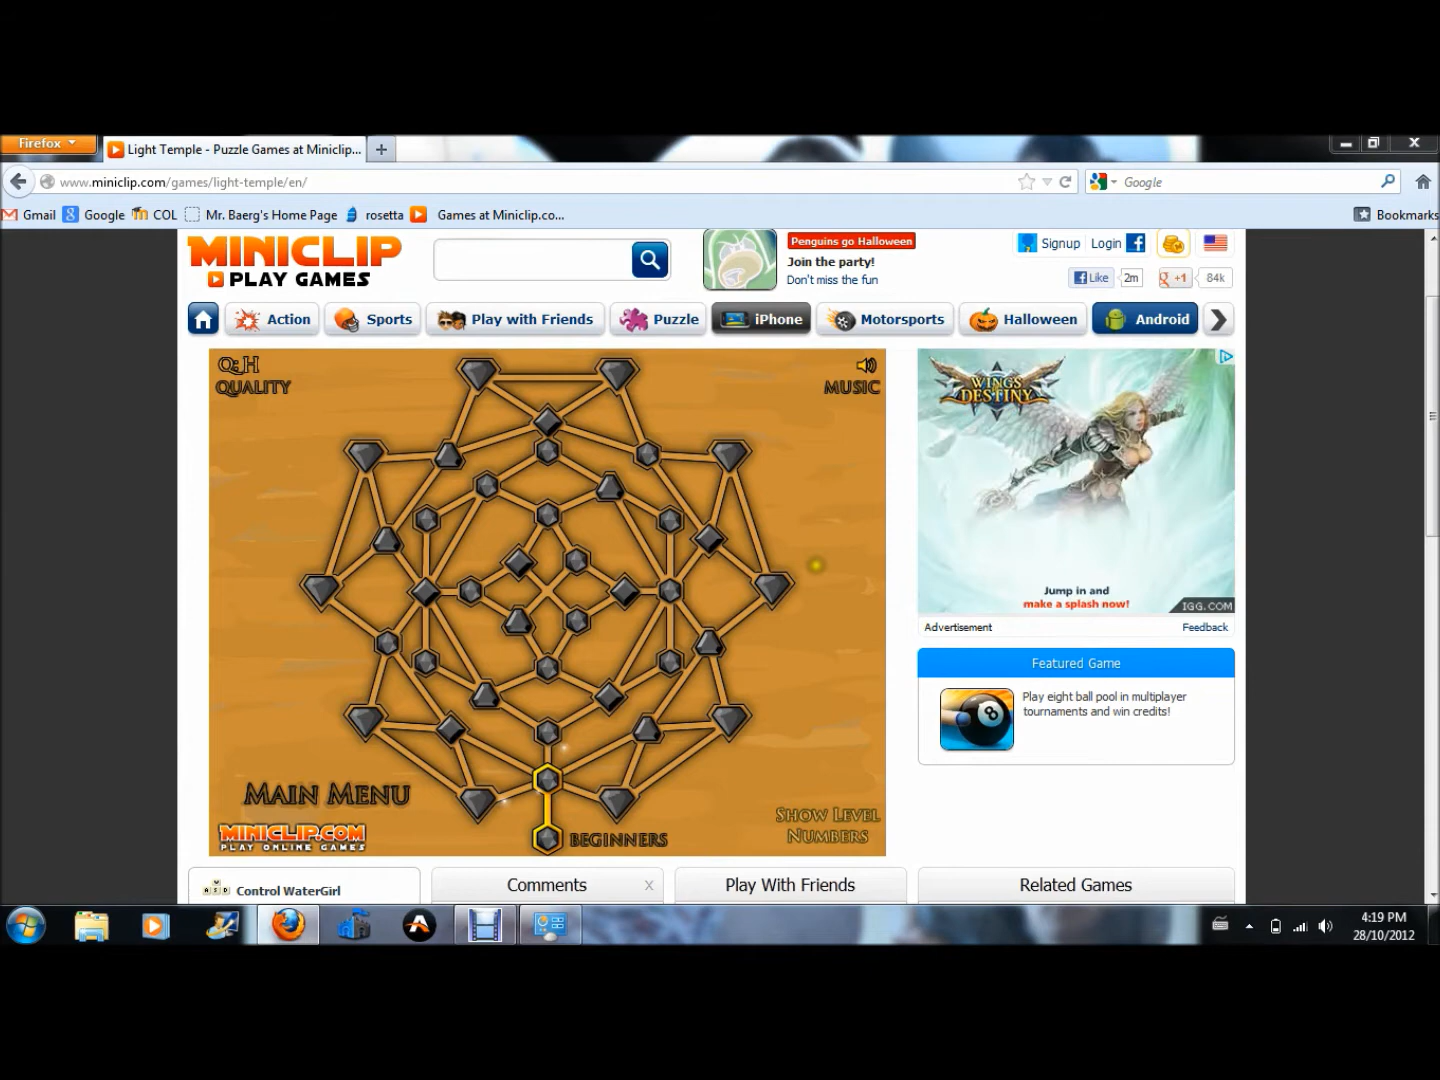 Firefox
Light Temple - Puzzle Games at Miniclip...
www.miniclip.com/games/light-temple/en/
Google
Gmail Google COL Mr. Baerg's Home Page rosetta Games at Miniclip.co... Bookmarks
MINICLIP
PLAY GAMES
Penguins go Halloween
Join the party!
Don't miss the fun
Signup Login
Like 2m +1 84k
Action Sports Play with Friends Puzzle iPhone Motorsports Halloween Android
Q:H
QUALITY
MUSIC
MAIN MENU
MINICLIP.COM
PLAY ONLINE GAMES
BEGINNERS
SHOW LEVEL
NUMBERS
WINGS
DESTINY
Jump in and
make a splash now!
IGG.COM
Advertisement Feedback
Featured Game
Play eight ball pool in multiplayer
tournaments and win credits!
Control WaterGirl
Comments X
Play With Friends
Related Games
4:19 PM
28/10/2012